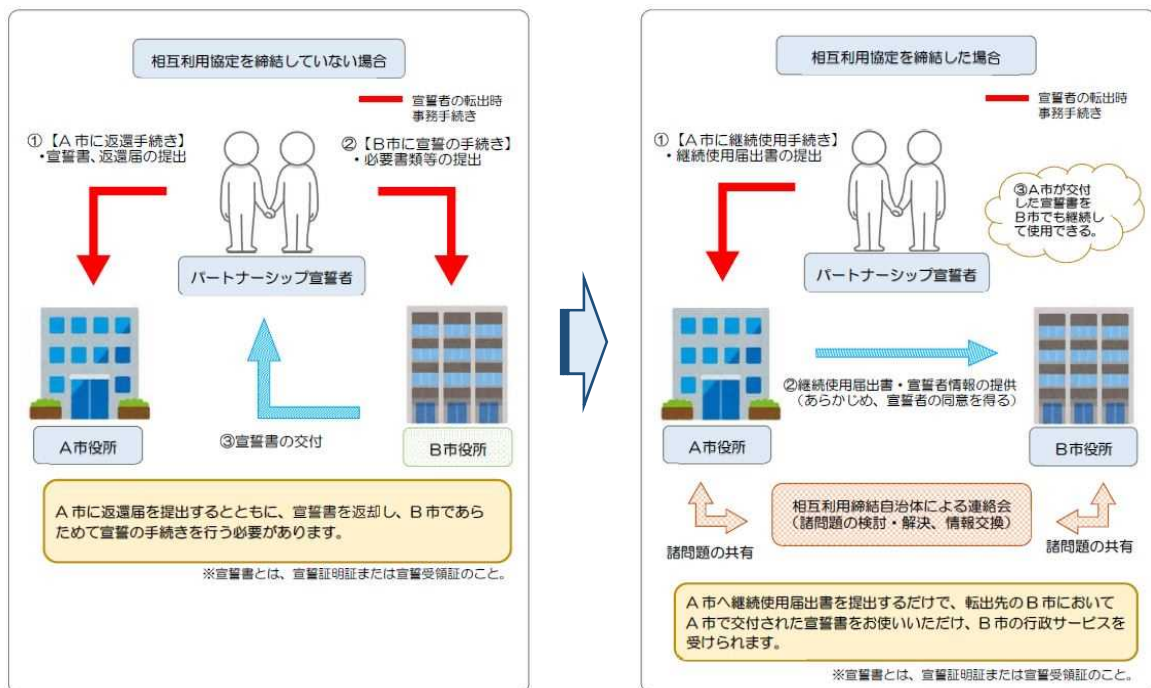 相互利用協定を締結していない場合
宣誓者の転出時
事務手続き
①【A市に返還手続き】
・宣誓書、返還届の提出
②【B市に宣誓の手続き】
・必要書類等の提出
パートナーシップ宣誓者
A市役所
③宣誓書の交付
B市役所
A市に返還届を提出するとともに、宣誓書を返却し、B市であら
ためて宣誓の手続きを行う必要があります。
※宣誓書とは、宣誓証明証または宣誓受領証のこと。
相互利用協定を締結した場合
宣誓者の転出時
事務手続き
①【A市に継続使用手続き】
・継続使用届出書の提出
③A市が交付
した宣誓書を
B市でも継続し
て使用できる。
パートナーシップ宣誓者
②継続使用届出書・宣誓者情報の提供
（あらかじめ、宣誓者の同意を得る）
A市役所
B市役所
相互利用締結自治体による連絡会
（諸問題の検討・解決、情報交換）
諸問題の共有
諸問題の共有
A市へ継続使用届出書を提出するだけで、転出先のB市において
A市で交付された宣誓書をお使いいただけ、B市の行政サービスを
受けられます。
※宣誓書とは、宣誓証明証または宣誓受領証のこと。